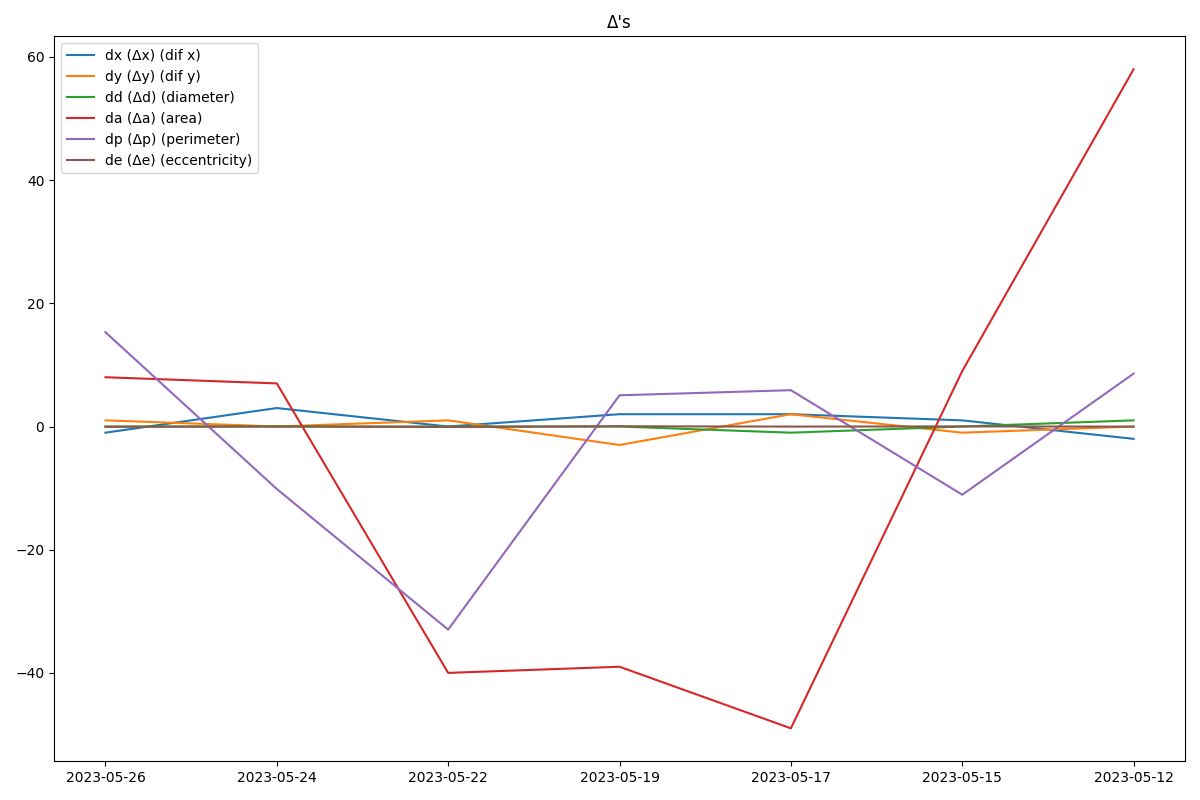 Δ's
dx (Δx) (dif x)
dy (Δy) (dif y)
dd (Δd) (diameter)
da (Δa) (area)
dp (Δp) (perimeter)
de (Δe) (eccentricity)
60
40
20
0
−20
−40
2023-05-26 2023-05-24 2023-05-22 2023-05-19 2023-05-17 2023-05-15 2023-05-12